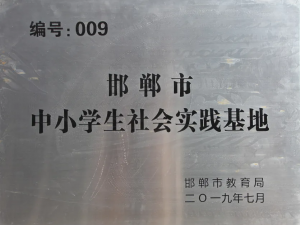 编号:009
邯郸市
中小学生社会实践基地
邯郸市教育局
二〇一九年七月